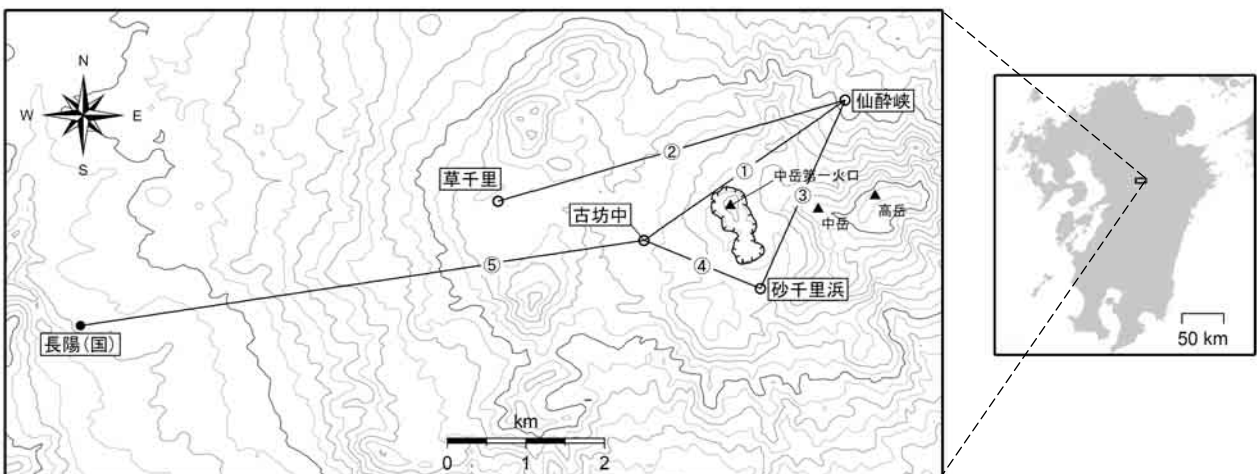 N
W
E
S
仙酔峡
②
草千里
①
中岳第一火口
③
古坊中
中岳
高岳
⑤
④
砂千里浜
長陽(国)
km
0
1
2
50 km